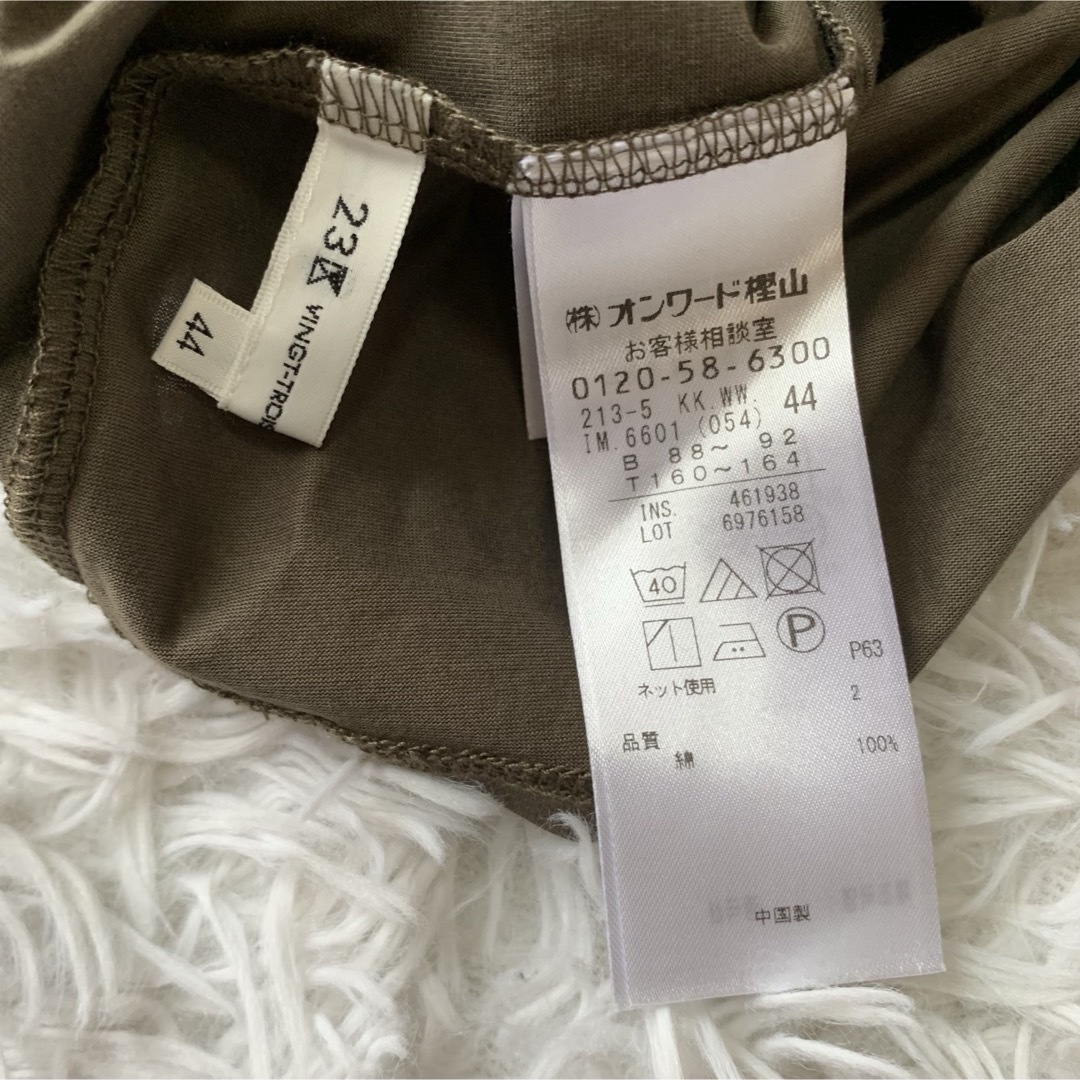 23区 VINGT-TROIS
44
(株)オンワード樫山
お客様相談室
0120-58-6300
213-5 KK.WW. 44
IM.6601 (054)
B 88～ 92
T160～164
INS. 461938
LOT 6976158
40
P
ネット使用
P63
2
品質
綿 100%
中国製